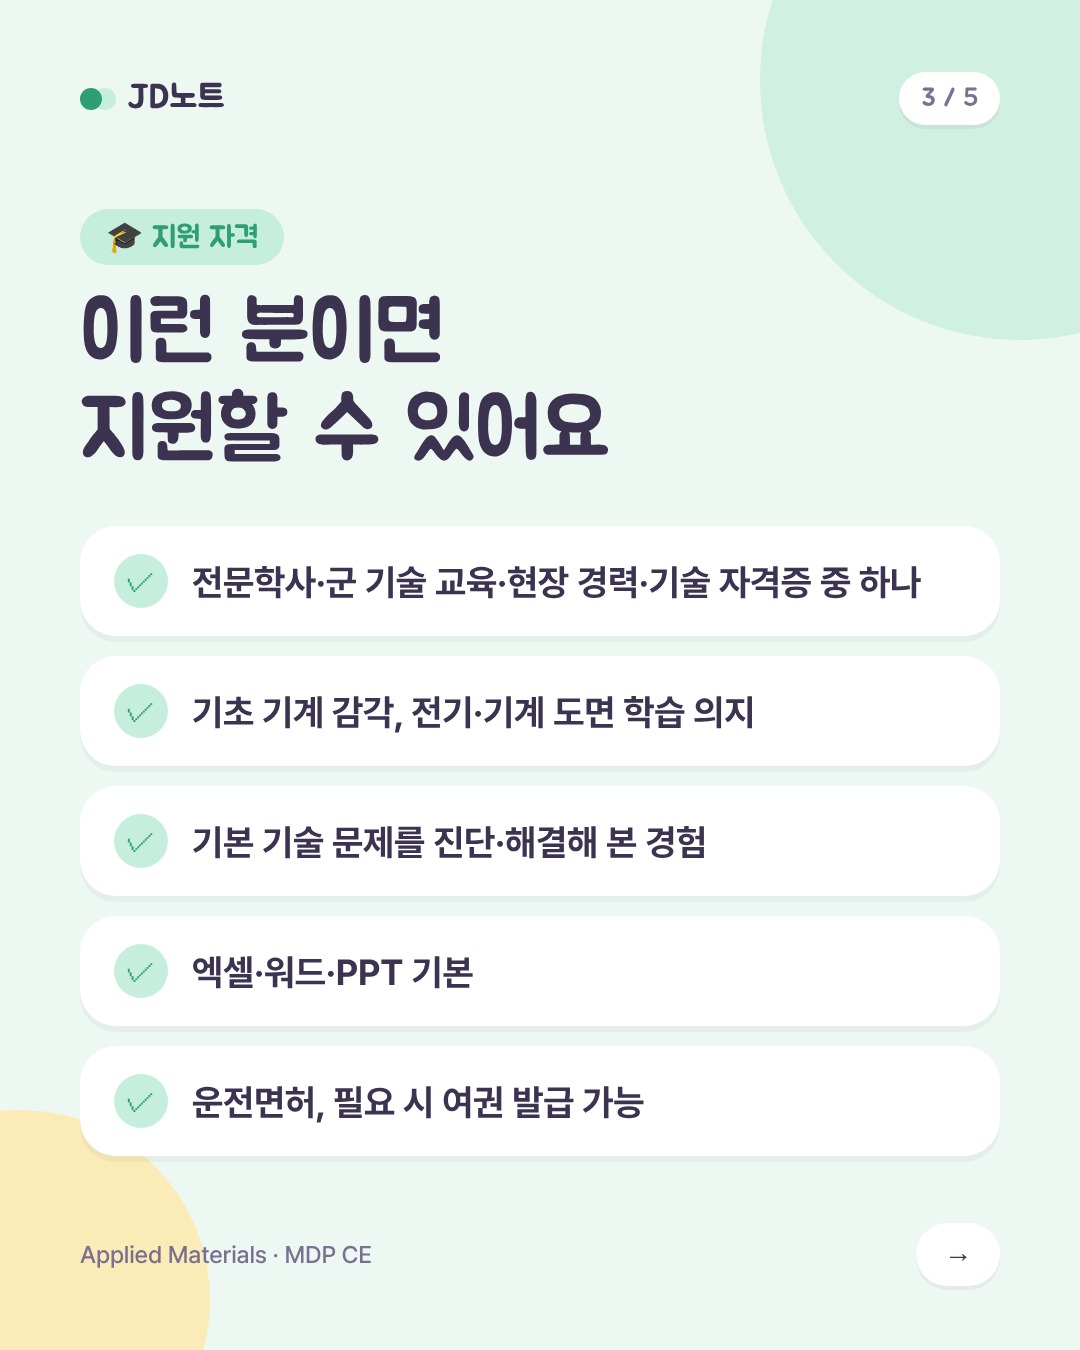 JD노트
3 / 5
🎓 지원 자격
이런 분이면
지원할 수 있어요
✓ 전문학사·군 기술 교육·현장 경력·기술 자격증 중 하나
✓ 기초 기계 감각, 전기·기계 도면 학습 의지
✓ 기본 기술 문제를 진단·해결해 본 경험
✓ 엑셀·워드·PPT 기본
✓ 운전면허, 필요 시 여권 발급 가능
Applied Materials · MDP CE
→